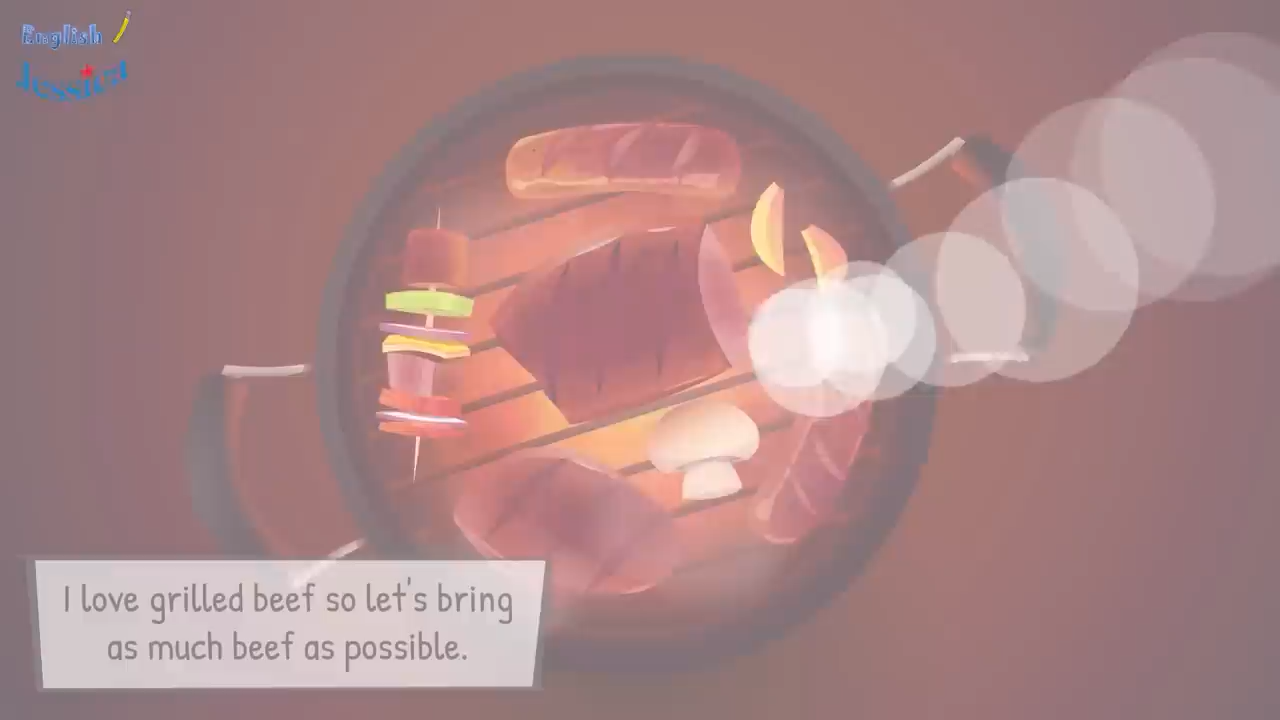 English
Jessica!
I love grilled beef so let's bring
as much beef as possible.